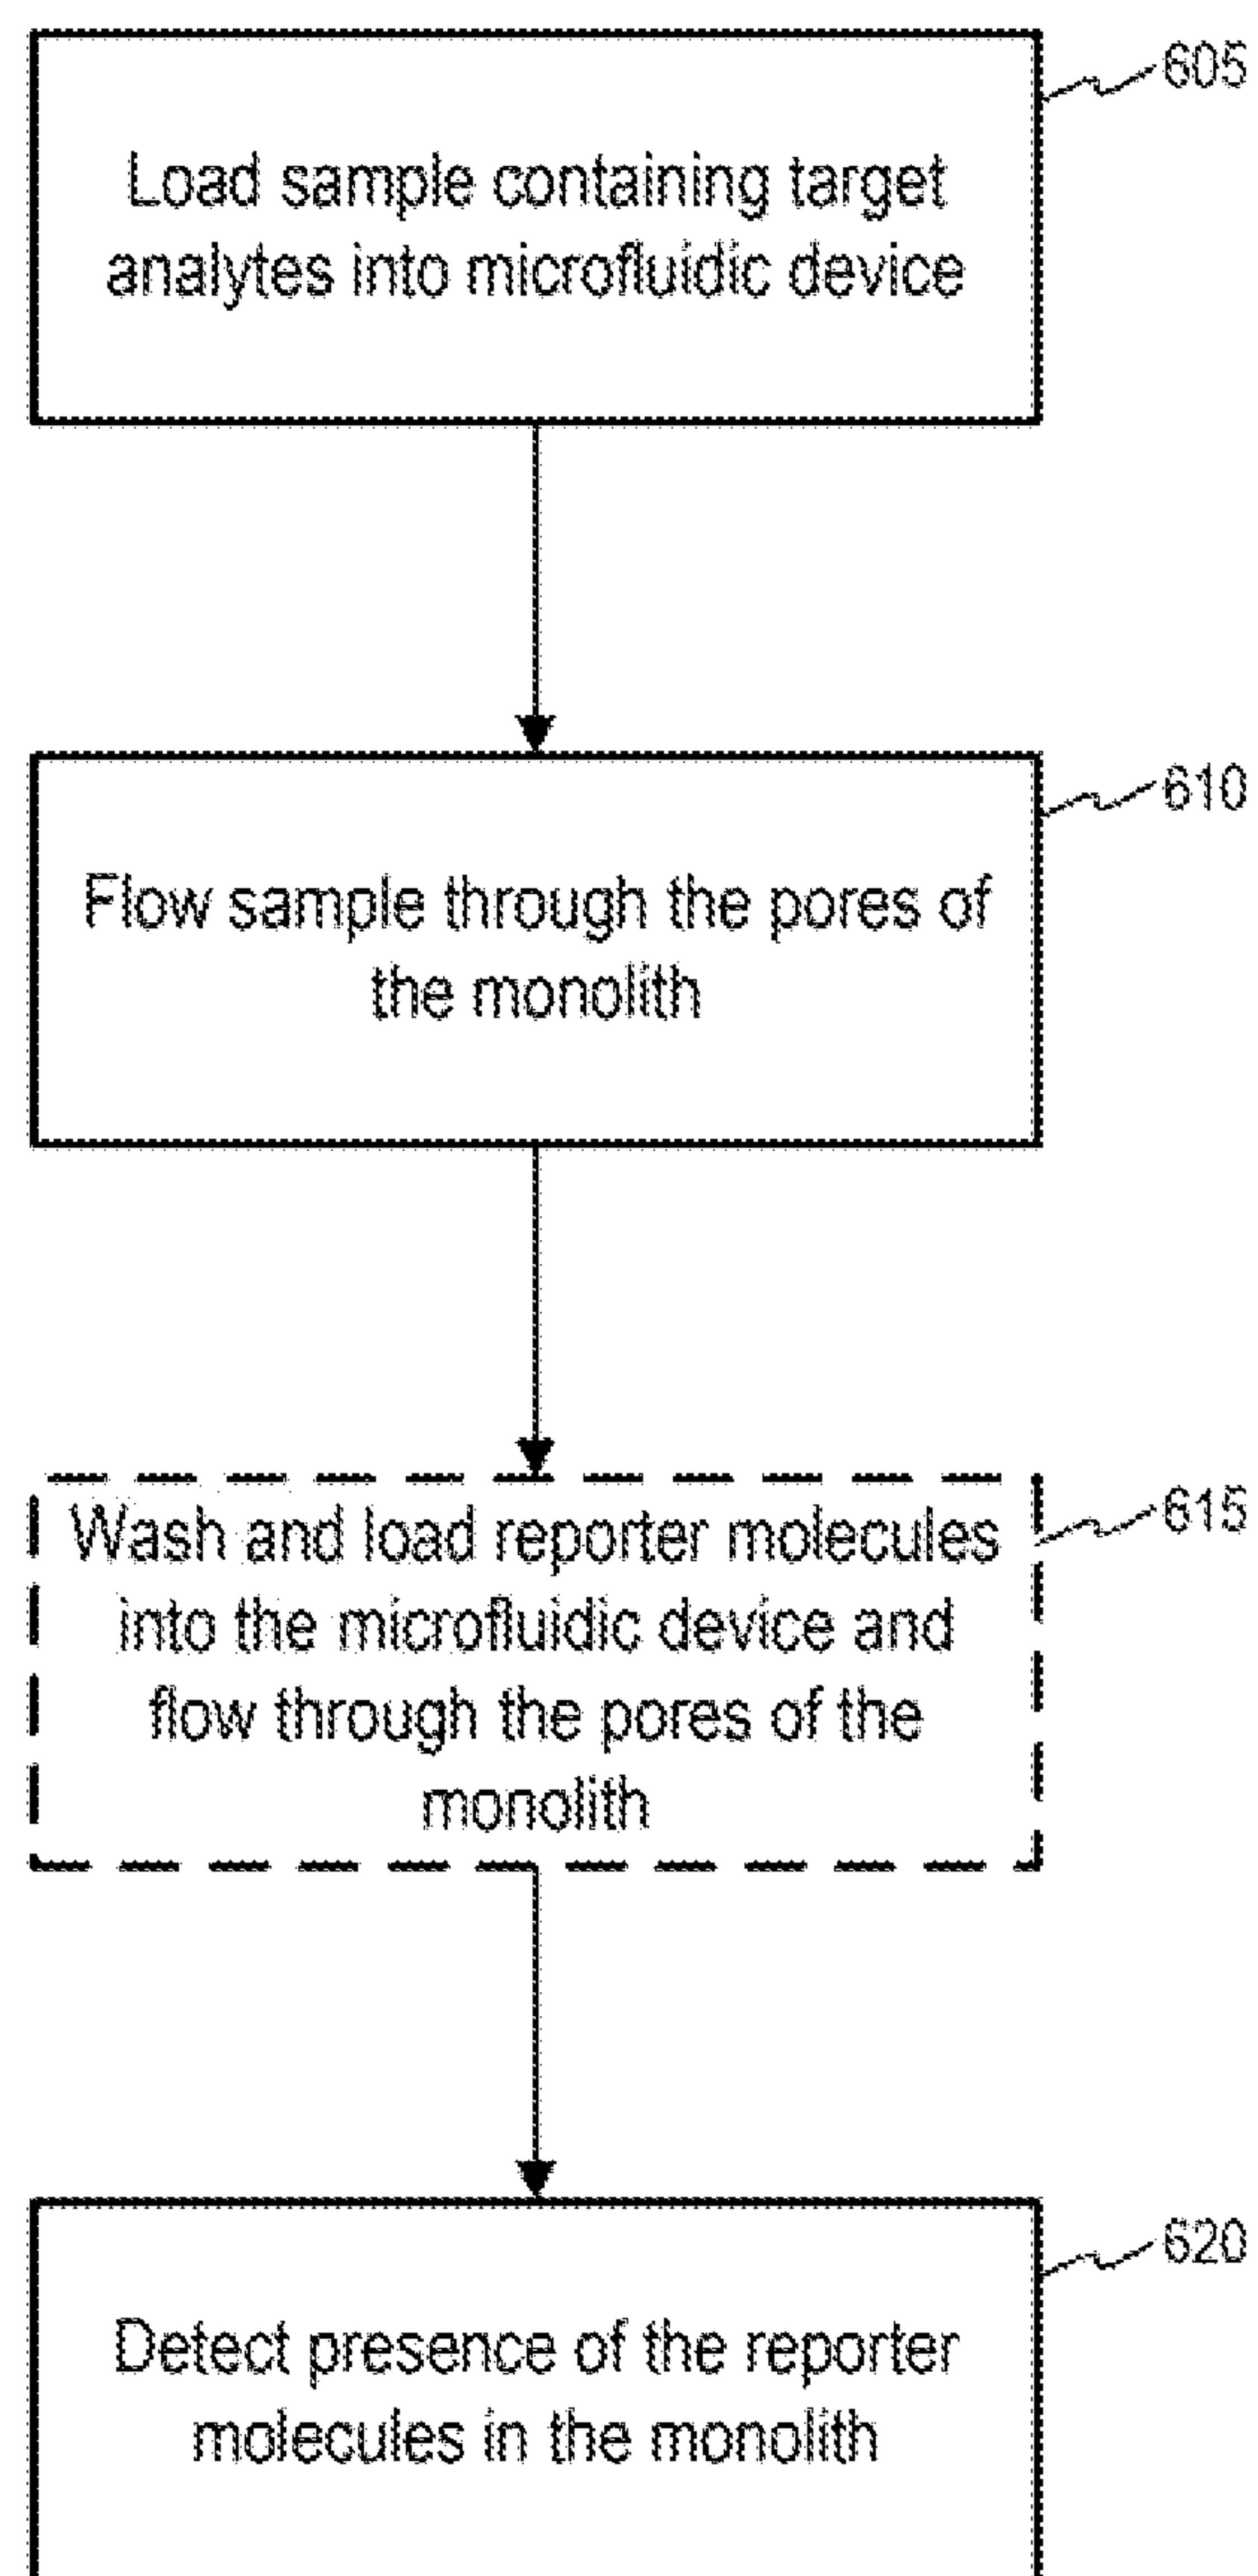 605
Load sample containing target
analytes into microfluidic device
610
Flow sample through the pores of
the monolith
615
Wash and load reporter molecules
into the microfluidic device and
flow through the pores of the
monolith
620
Detect presence of the reporter
molecules in the monolith